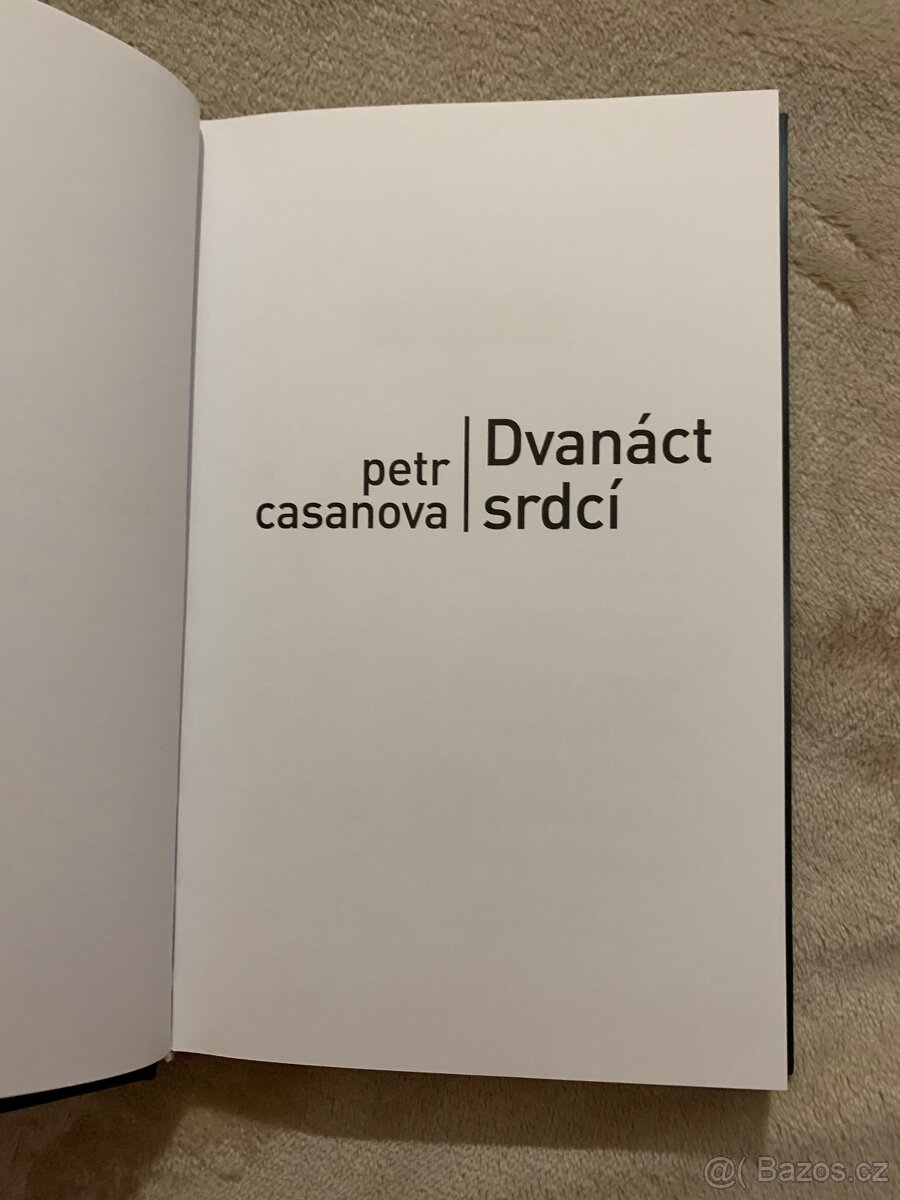 petr
casanova
Dvanáct
srdcí
@( Bazos.cz